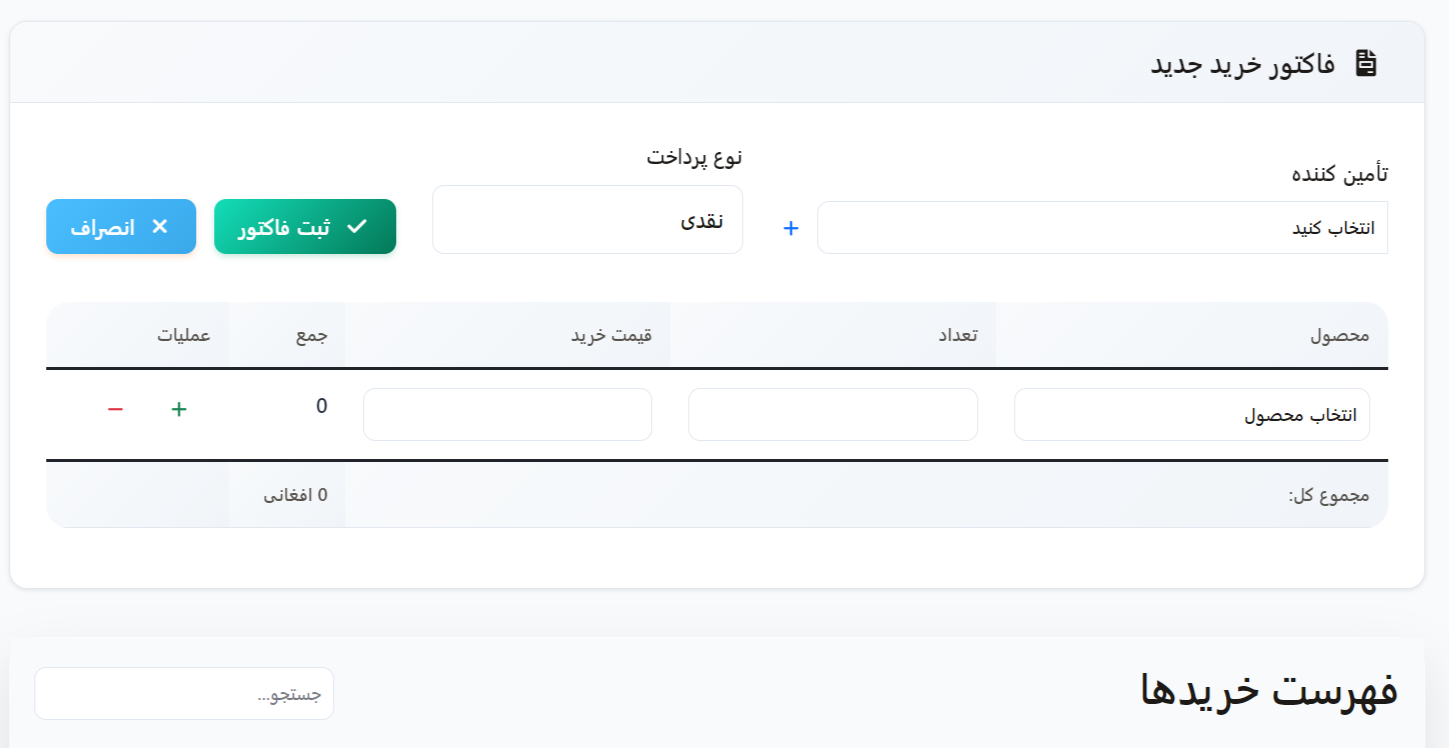 فاکتور خرید جدید
تأمین کننده
نوع پرداخت
انتخاب کنید
+
نقدی
ثبت فاکتور
انصراف
محصول تعداد قیمت خرید جمع عملیات
انتخاب محصول 0 + −
مجموع کل: 0 افغانی
فهرست خریدها
جستجو...